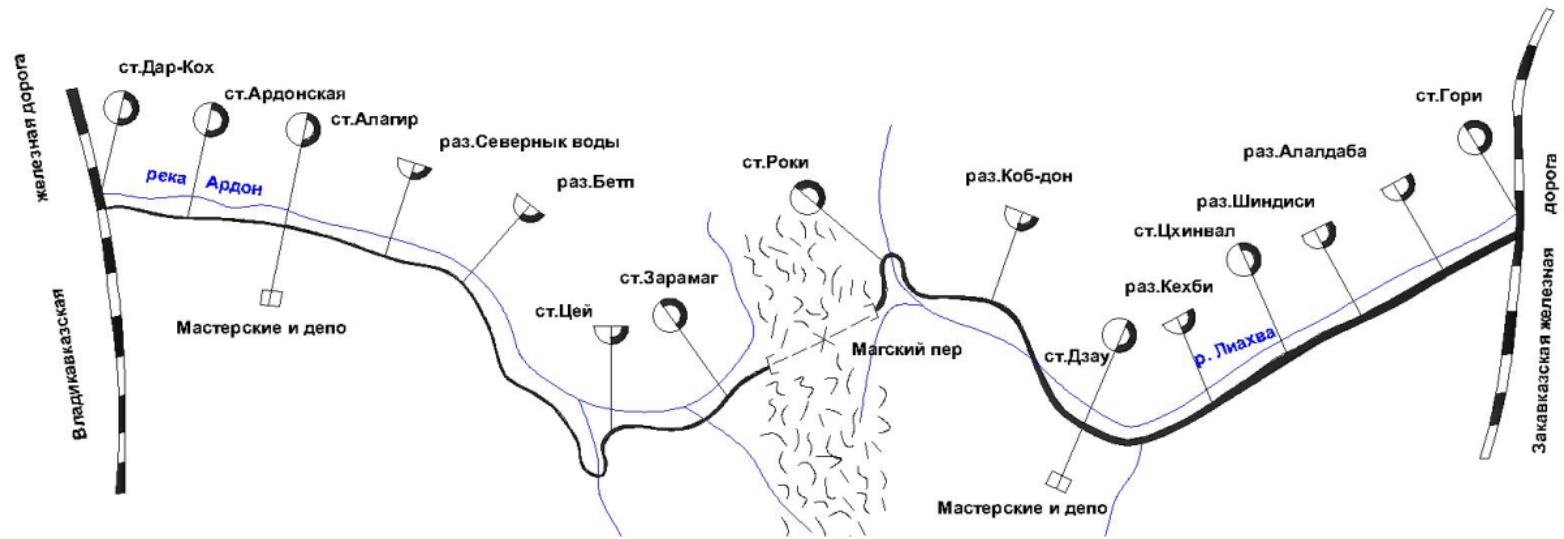 железная дорога
Владикавказская
ст.Дар-Кох
ст.Ардонская
ст.Алагир
река Ардон
Мастерские и депо
раз.Севернык воды
раз.Бетп
ст.Цей
ст.Зарамаг
ст.Роки
Магский пер
раз.Коб-дон
ст.Дзау
Мастерские и депо
раз.Кехби
р. Лиахва
ст.Цхинвал
раз.Шиндиси
раз.Алалдаба
ст.Гори
дорога
Закавказская железная